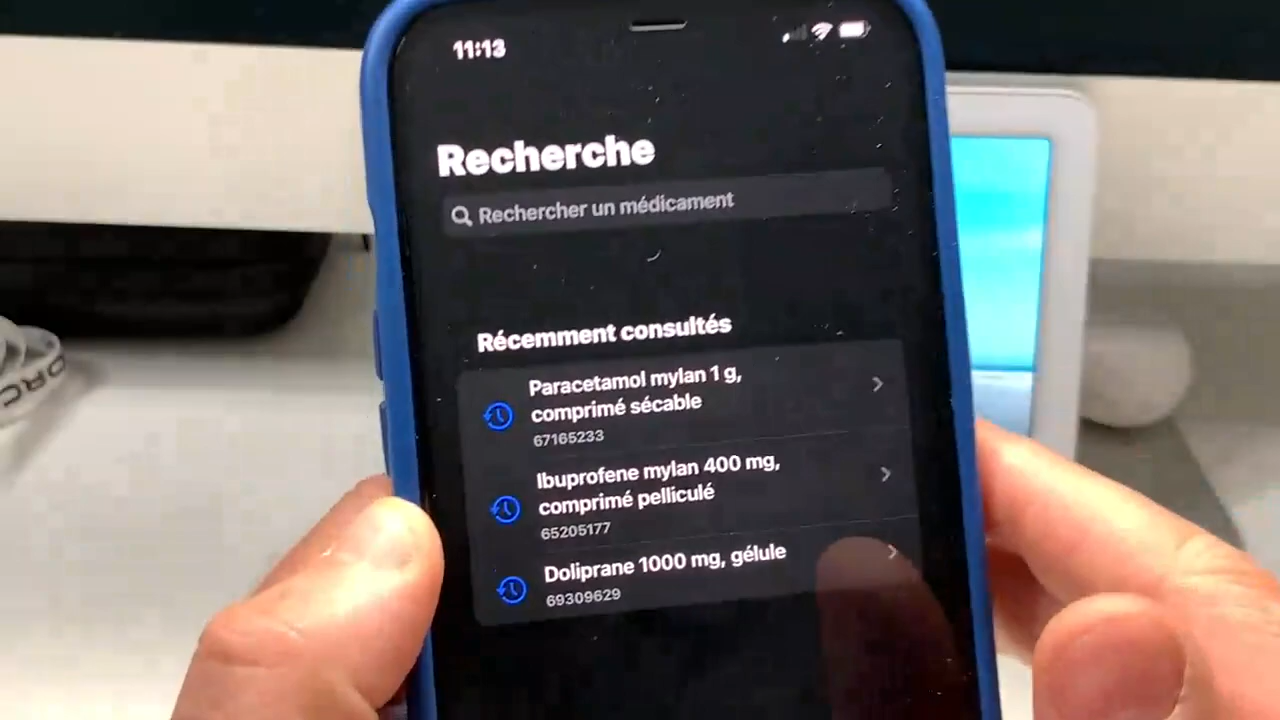 11:13
Recherche
Rechercher un médicament
Récemment consultés
Paracetamol mylan 1 g,
comprimé sécable
67165233
Ibuprofene mylan 400 mg,
comprimé pelliculé
65205177
Doliprane 1000 mg, gélule
69309629